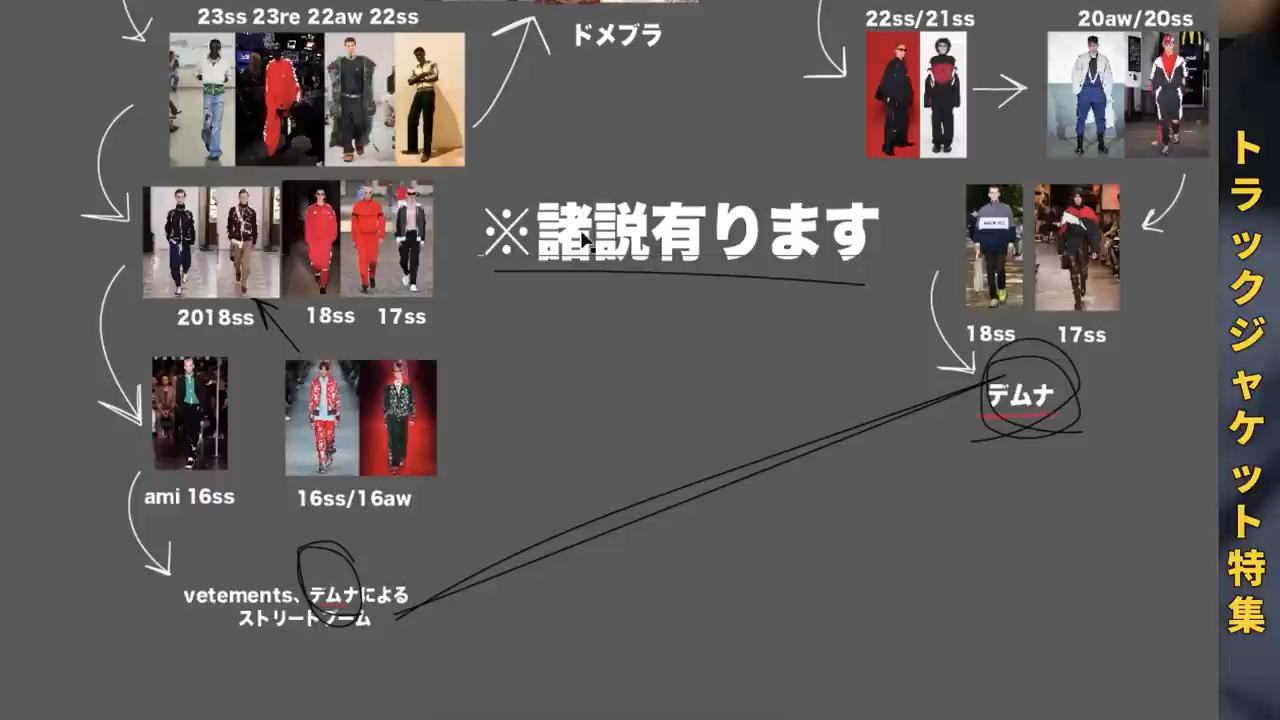 23ss 23re 22aw 22ss
ドメブラ
22ss/21ss
20aw/20ss
※諸説有ります
2018ss
18ss
17ss
18ss
17ss
デムナ
ami 16ss
16ss/16aw
vetements、デムナによる
ストリートブーム
トラックジャケット特集